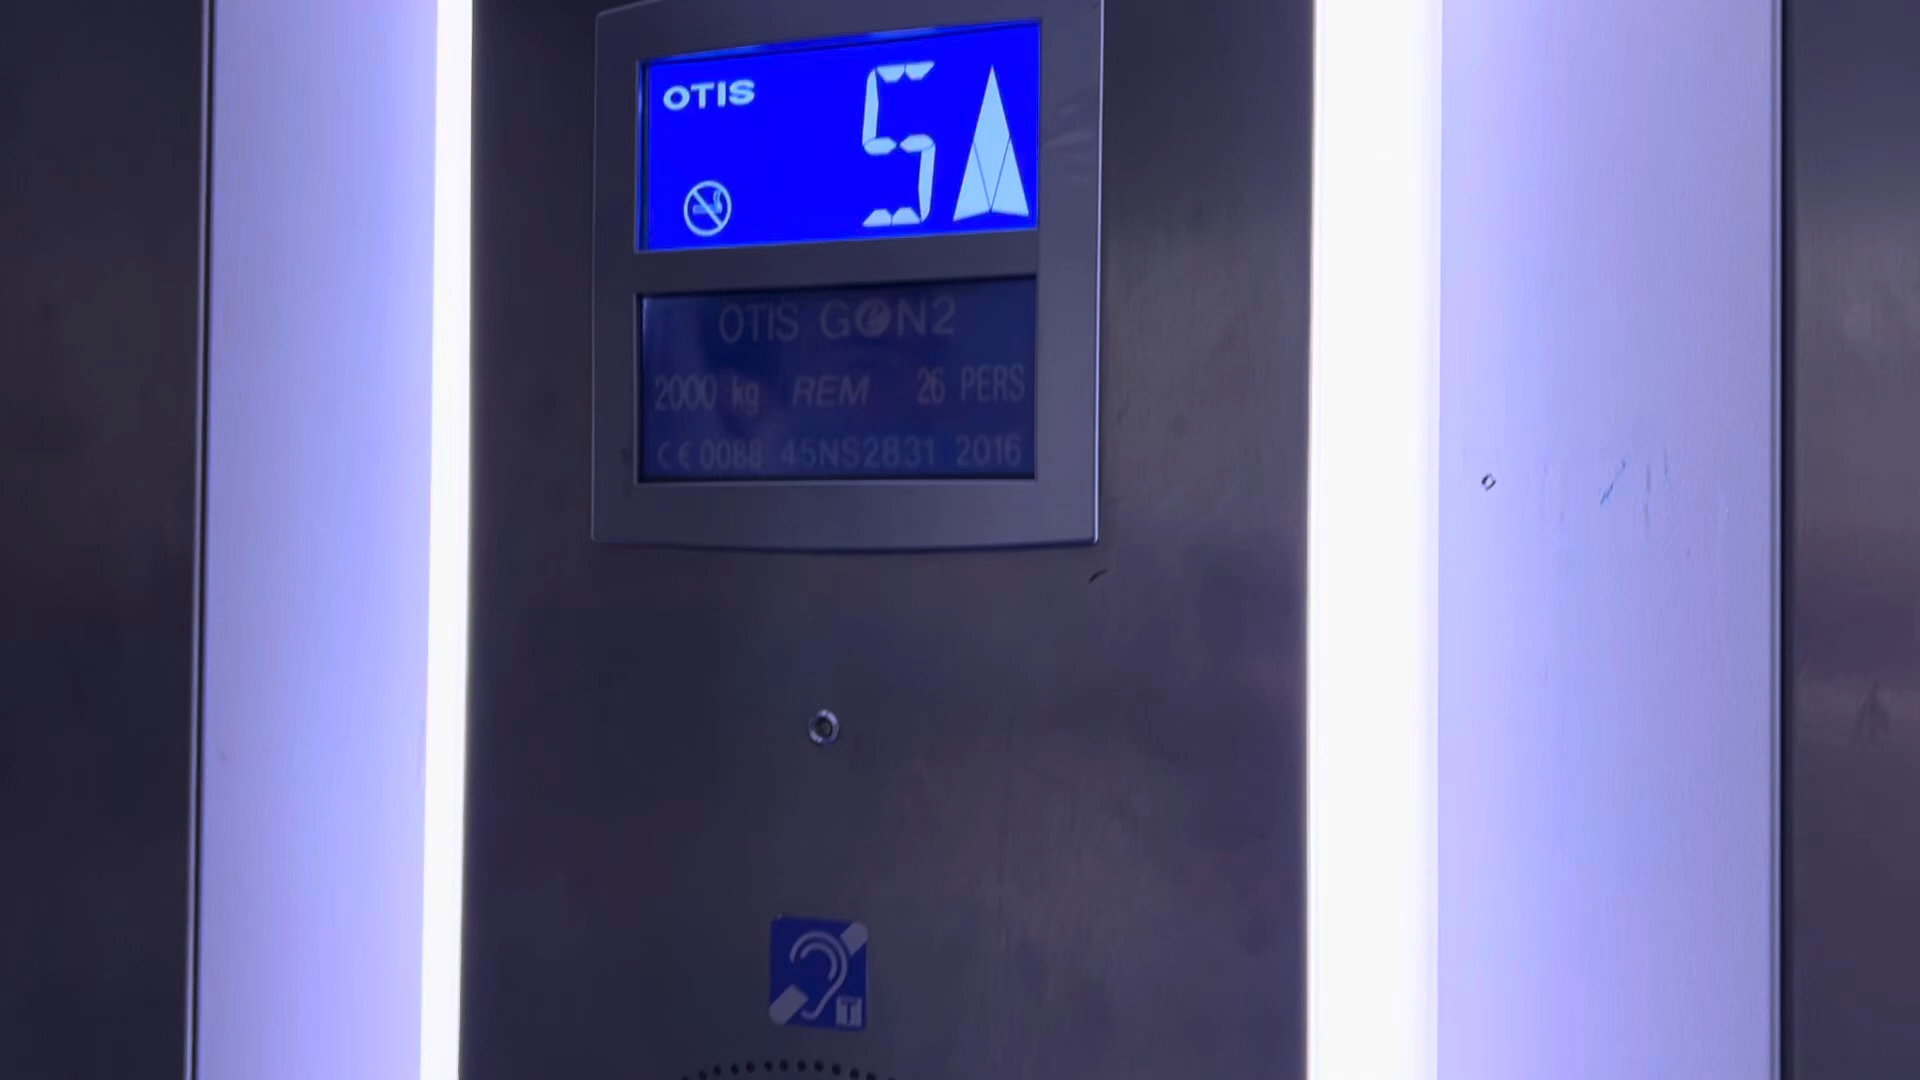 OTIS 5
OTIS GEN2
2000 kg REM 26 PERS
CE 0088 45NS2831 2016
T